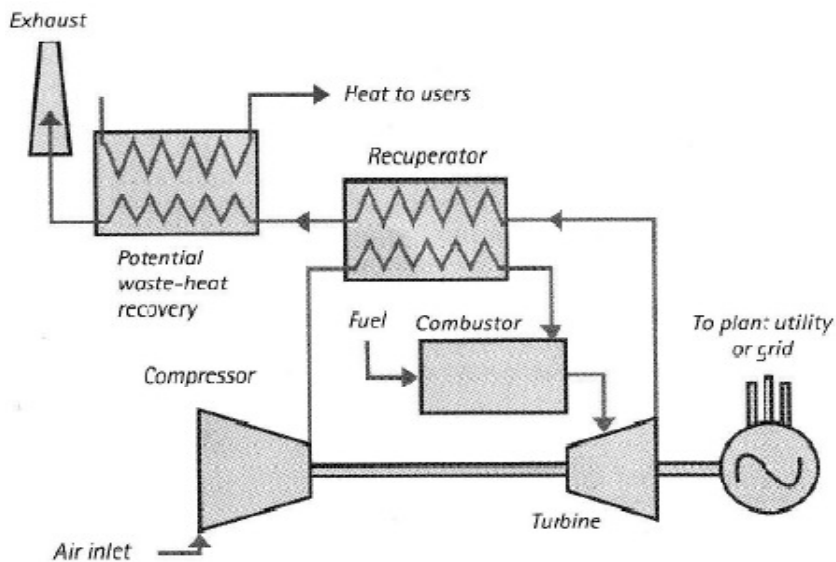 Exhaust
Heat to users
Recuperator
Potential
waste-heat
recovery
Fuel
Combustor
To plant utility
or grid
Compressor
Turbine
Air inlet